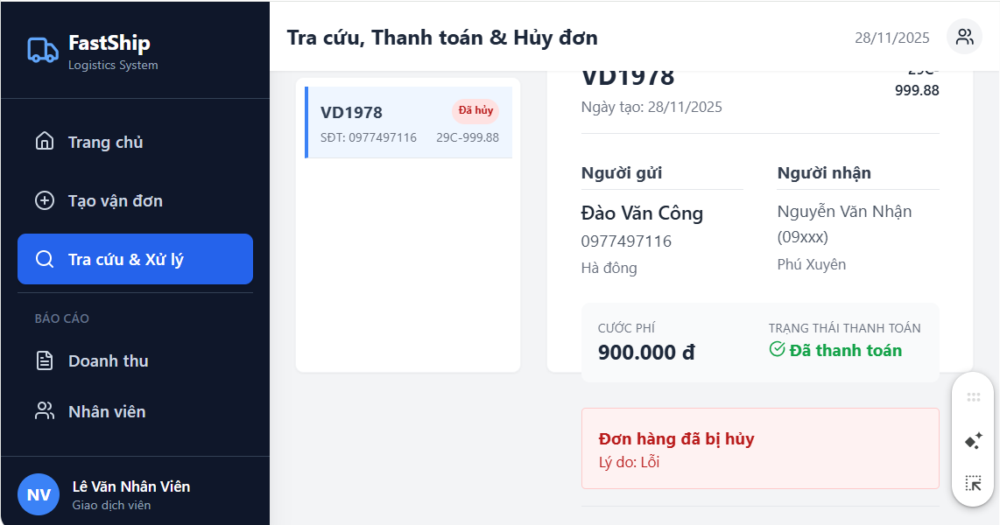 FastShip
Logistics System
Trang chủ
Tạo vận đơn
Tra cứu & Xử lý
BÁO CÁO
Doanh thu
Nhân viên
NV
Lê Văn Nhân Viên
Giao dịch viên
Tra cứu, Thanh toán & Hủy đơn
28/11/2025
VD1978
Đã hủy
SĐT: 0977497116
29C-999.88
VD1978
29C-
999.88
Ngày tạo: 28/11/2025
Người gửi
Đào Văn Công
0977497116
Hà đông
Người nhận
Nguyễn Văn Nhận
(09xxx)
Phú Xuyên
CƯỚC PHÍ
900.000 đ
TRẠNG THÁI THANH TOÁN
Đã thanh toán
Đơn hàng đã bị hủy
Lý do: Lỗi